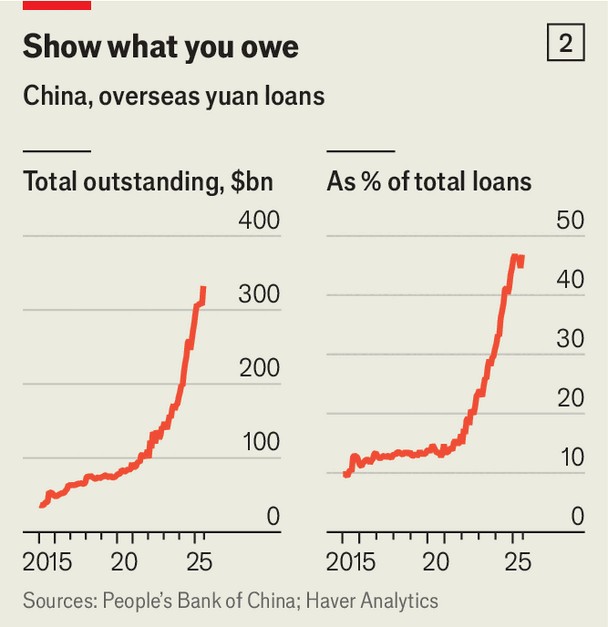 Show what you owe
2
China, overseas yuan loans
Total outstanding, $bn
400
300
200
100
0
2015 20 25
As % of total loans
50
40
30
20
10
0
2015 20 25
Sources: People’s Bank of China; Haver Analytics